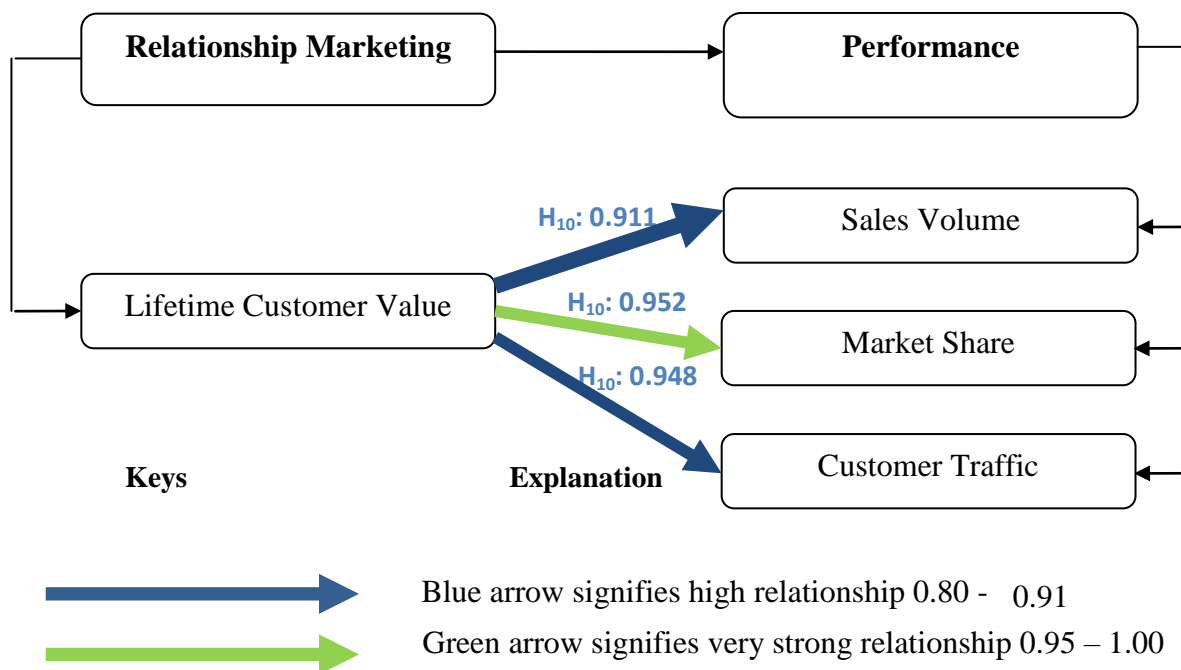 Relationship Marketing
Performance
H₁₀: 0.911
Sales Volume
Lifetime Customer Value
H₁₀: 0.952
Market Share
H₁₀: 0.948
Customer Traffic
Keys
Explanation
Blue arrow signifies high relationship 0.80 - 0.91
Green arrow signifies very strong relationship 0.95 – 1.00